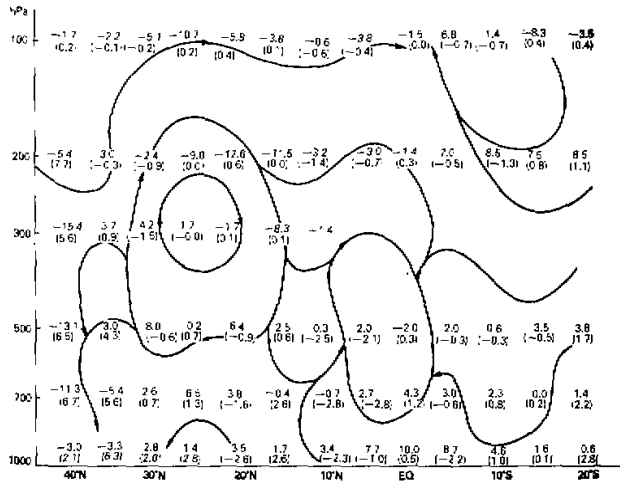 hPa
100 -1.7 -2.2 -5.1 -10.7 -5.8 -3.8 -0.6 -3.8 -1.5 6.8 1.4 -8.3 -3.5
(0.2) (-0.1) (-0.2) (0.2) (0.4) (0.1) (-0.6) (-0.4) (0.0) (-0.7) (-0.7) (0.4) (0.4)
200 -5.4 3.0 -2.4 -9.0 -17.6 -11.5 -3.2 -3.0 -1.4 7.0 8.5 7.5 6.5
(7.7) (-0.3) (-0.9) (0.0) (0.6) (0.0) (-1.4) (-0.7) (0.3) (-0.5) (-1.3) (0.8) (1.1)
300 -15.4 3.7 4.2 1.7 -1.7 -8.3 -1.4
(5.6) (0.9) (-1.5) (-0.0) (0.1) (0.1)
500 -13.1 3.0 8.0 0.2 6.4 2.5 0.3 2.0 -2.0 2.0 0.6 3.5 3.8
(6.5) (4.3) (-0.6) (0.7) (-0.9) (0.6) (-2.5) (-2.1) (0.3) (-0.3) (-0.3) (-0.5) (1.7)
700 -11.3 -5.4 2.6 6.5 3.8 -0.4 -0.7 2.7 4.3 3.0 2.3 0.0 1.4
(6.7) (5.6) (0.7) (1.3) (-1.6) (2.6) (-2.8) (-2.8) (1.2) (-0.6) (0.8) (0.2) (2.2)
-3.0 -3.3 2.8 1.4 3.5 1.7 3.4 7.7 10.0 8.7 4.6 1.6 0.6
1000 (2.1) (6.3) (2.0) (2.8) (-2.6) (2.6) (-2.3) (-1.0) (0.5) (-2.2) (1.0) (0.1) (2.8)
40°N 30°N 20°N 10°N EQ 10°S 20°S